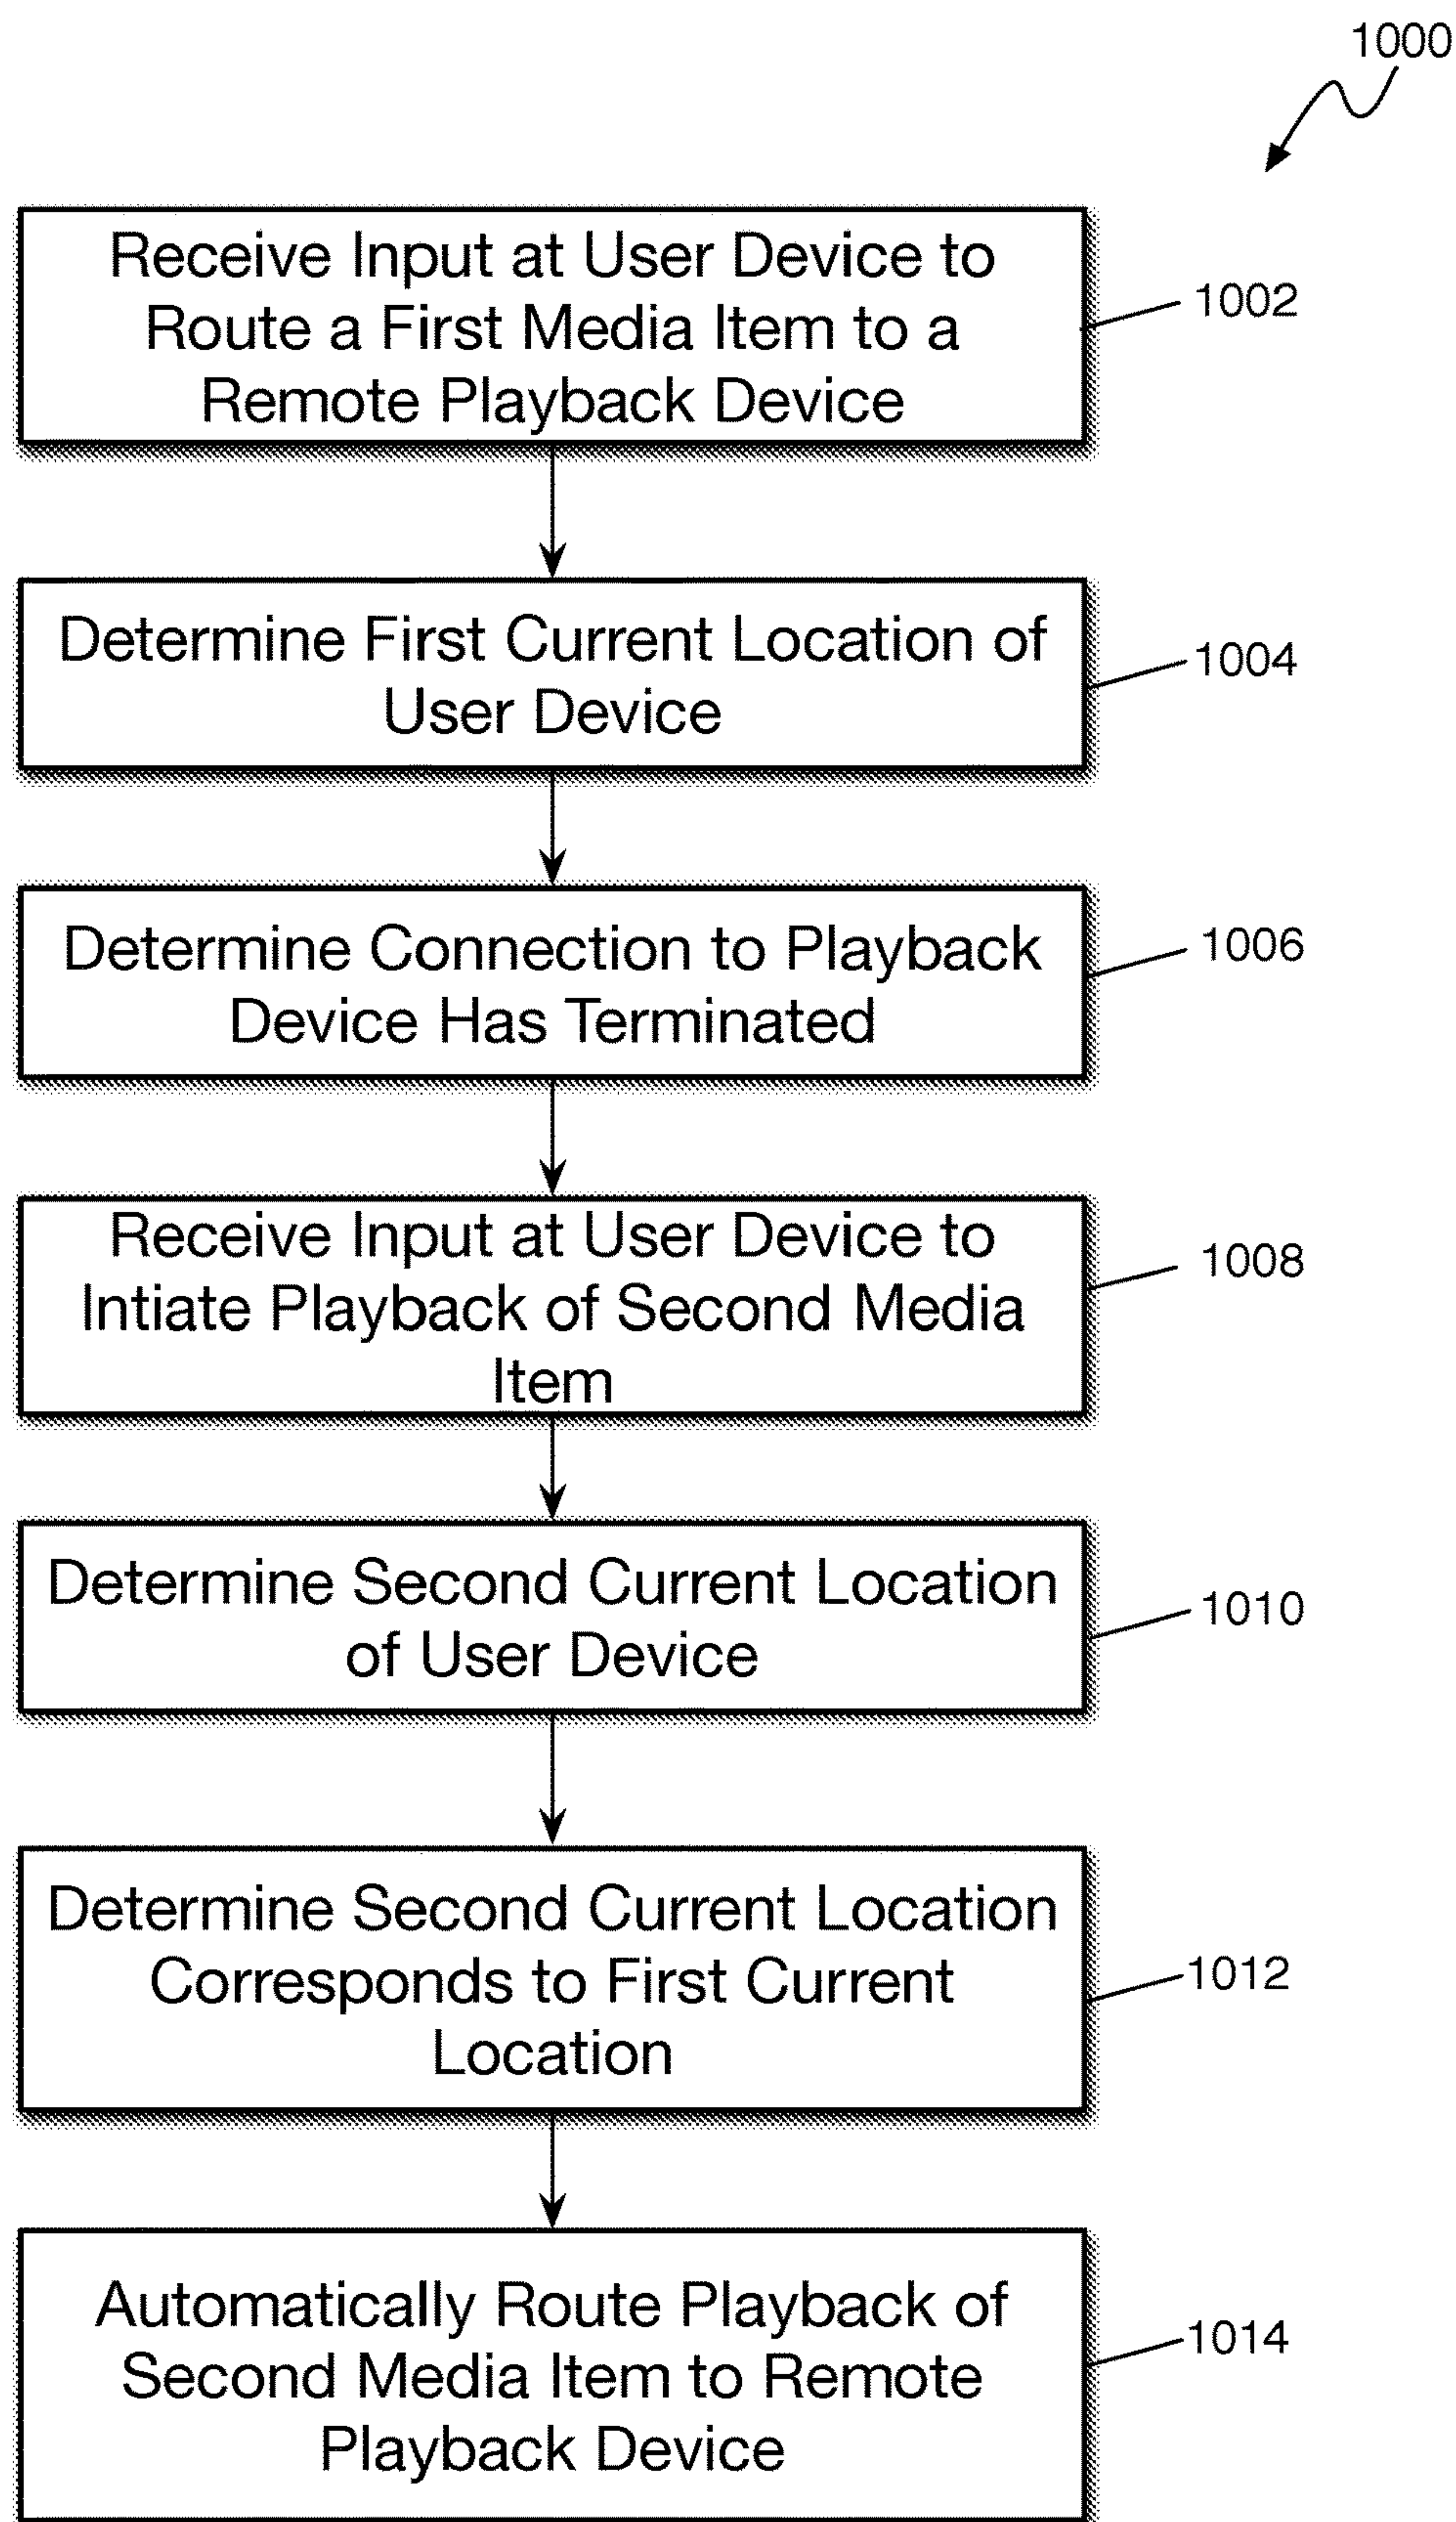 1000
Receive Input at User Device to
Route a First Media Item to a
Remote Playback Device
1002
Determine First Current Location of
User Device
1004
Determine Connection to Playback
Device Has Terminated
1006
Receive Input at User Device to
Intiate Playback of Second Media
Item
1008
Determine Second Current Location
of User Device
1010
Determine Second Current Location
Corresponds to First Current
Location
1012
Automatically Route Playback of
Second Media Item to Remote
Playback Device
1014